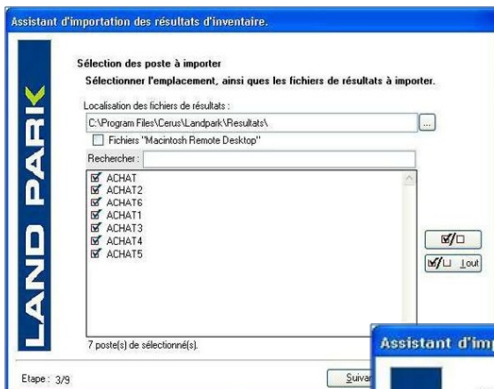 Assistant d'importation des résultats d'inventaire.
LAND PARK
Sélection des poste à importer
Sélectionner l'emplacement, ainsi ques les fichiers de résultats à importer.
Localisation des fichiers de résultats :
C:\Program Files\Cerus\Landpark\Resultats\
...
Fichiers "Macintosh Remote Desktop"
Rechercher :
ACHAT
ACHAT2
ACHAT6
ACHAT1
ACHAT3
ACHAT4
ACHAT5
Tout
7 poste(s) de sélectionné(s).
Etape : 3/9
Suivan
Assistant d'imp